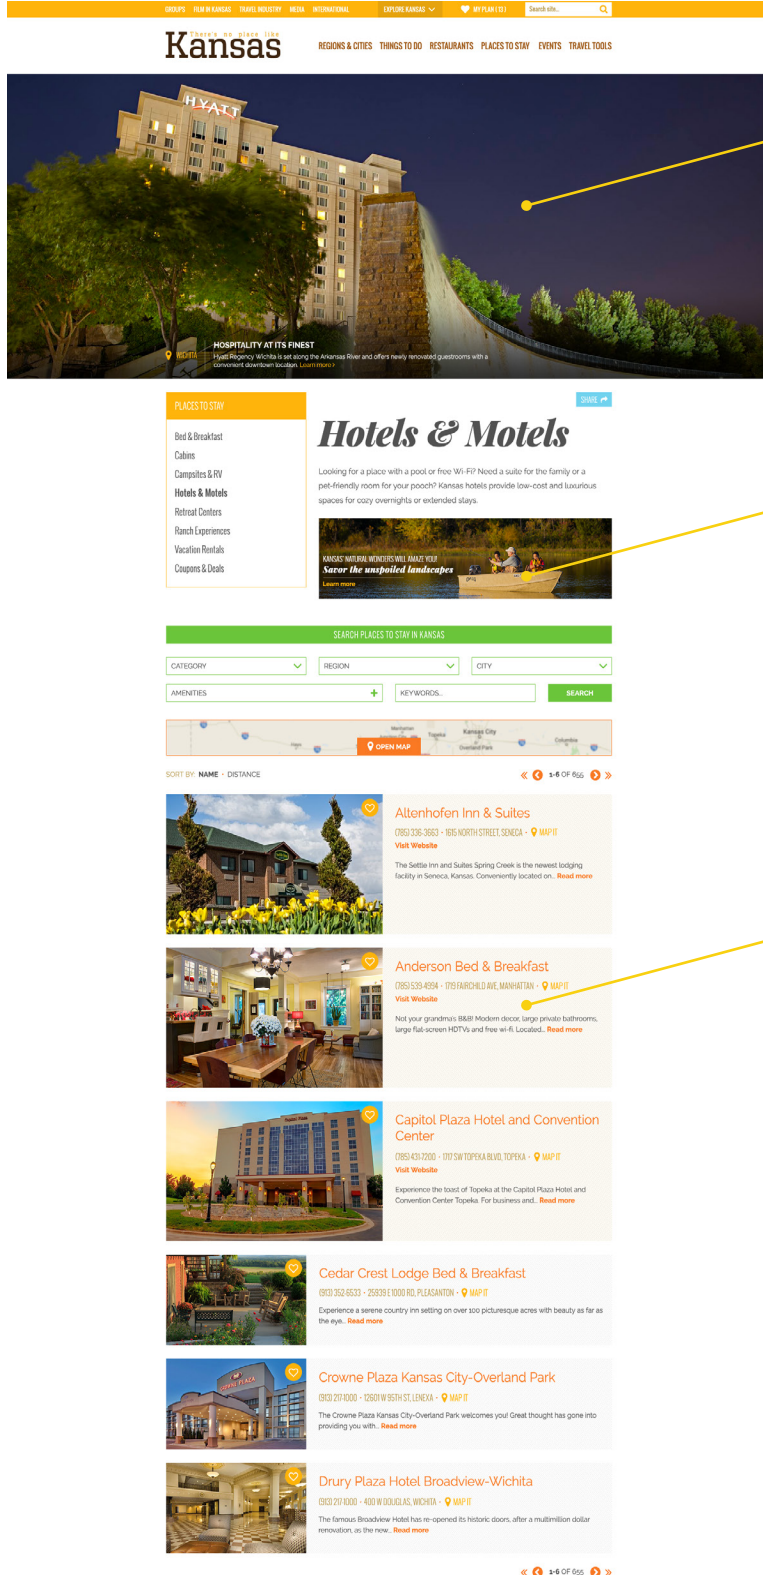 GROUPS FILM IN KANSAS TRAVEL INDUSTRY MEDIA INTERNATIONAL EXPLORE KANSAS MY PLAN (13) Search site..
There's no place like
Kansas
REGIONS & CITIES THINGS TO DO RESTAURANTS PLACES TO STAY EVENTS TRAVEL TOOLS
HYATT
HOSPITALITY AT ITS FINEST
WICHITA
Hyatt Regency Wichita is set along the Arkansas River and offers newly renovated guestrooms with a
convenient downtown location. Learn more >
PLACES TO STAY
Bed & Breakfast
Cabins
Campsites & RV
Hotels & Motels
Retreat Centers
Ranch Experiences
Vacation Rentals
Coupons & Deals
SHARE
Hotels & Motels
Looking for a place with a pool or free Wi-Fi? Need a suite for the family or a
pet-friendly room for your pooch? Kansas hotels provide low-cost and luxurious
spaces for cozy overnights or extended stays.
KANSAS' NATURAL WONDERS WILL AMAZE YOU!
Savor the unspoiled landscapes
Learn more
SEARCH PLACES TO STAY IN KANSAS
CATEGORY REGION CITY
AMENITIES + KEYWORDS.. SEARCH
Manhattan
Topeka
Kansas City
Overland Park
Columbia
OPEN MAP
SORT BY: NAME • DISTANCE
1-6 OF 655
Altenhofen Inn & Suites
(785) 336-3663 • 1615 NORTH STREET, SENECA • MAP IT
Visit Website
The Settle Inn and Suites Spring Creek is the newest lodging
facility in Seneca, Kansas. Conveniently located on... Read more
Anderson Bed & Breakfast
(785) 539-4994 • 1719 FAIRCHILD AVE, MANHATTAN • MAP IT
Visit Website
Not your grandma's B&B! Modern decor, large private bathrooms,
large flat-screen HDTVs and free wi-fi. Located... Read more
Capitol Plaza Hotel and Convention
Center
(785) 431-7200 • 1717 SW TOPEKA BLVD, TOPEKA • MAP IT
Visit Website
Experience the toast of Topeka at the Capitol Plaza Hotel and
Convention Center Topeka. For business and... Read more
Cedar Crest Lodge Bed & Breakfast
(913) 352-6533 • 25939 E 1000 RD, PLEASANTON • MAP IT
Experience a serene country inn setting on over 100 picturesque acres with beauty as far as
the eye... Read more
CROWNE PLAZA
Crowne Plaza Kansas City-Overland Park
(913) 217-1000 • 12601 W 95TH ST, LENEXA • MAP IT
The Crowne Plaza Kansas City-Overland Park welcomes you! Great thought has gone into
providing you with... Read more
Drury Plaza Hotel Broadview-Wichita
(913) 217-1000 • 400 W DOUGLAS, WICHITA • MAP IT
The famous Broadview Hotel has re-opened its historic doors, after a multimillion dollar
renovation, as the new... Read more
1-6 OF 655